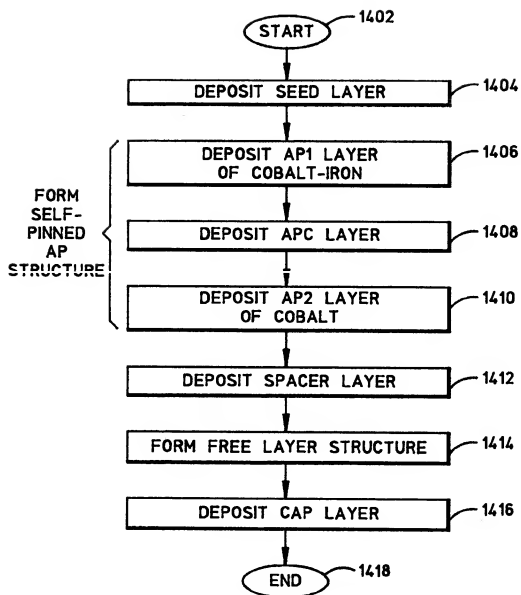 START
1402
DEPOSIT SEED LAYER
1404
FORM
SELF-
PINNED
AP
STRUCTURE
DEPOSIT AP1 LAYER
OF COBALT-IRON
1406
DEPOSIT APC LAYER
1408
DEPOSIT AP2 LAYER
OF COBALT
1410
DEPOSIT SPACER LAYER
1412
FORM FREE LAYER STRUCTURE
1414
DEPOSIT CAP LAYER
1416
END
1418